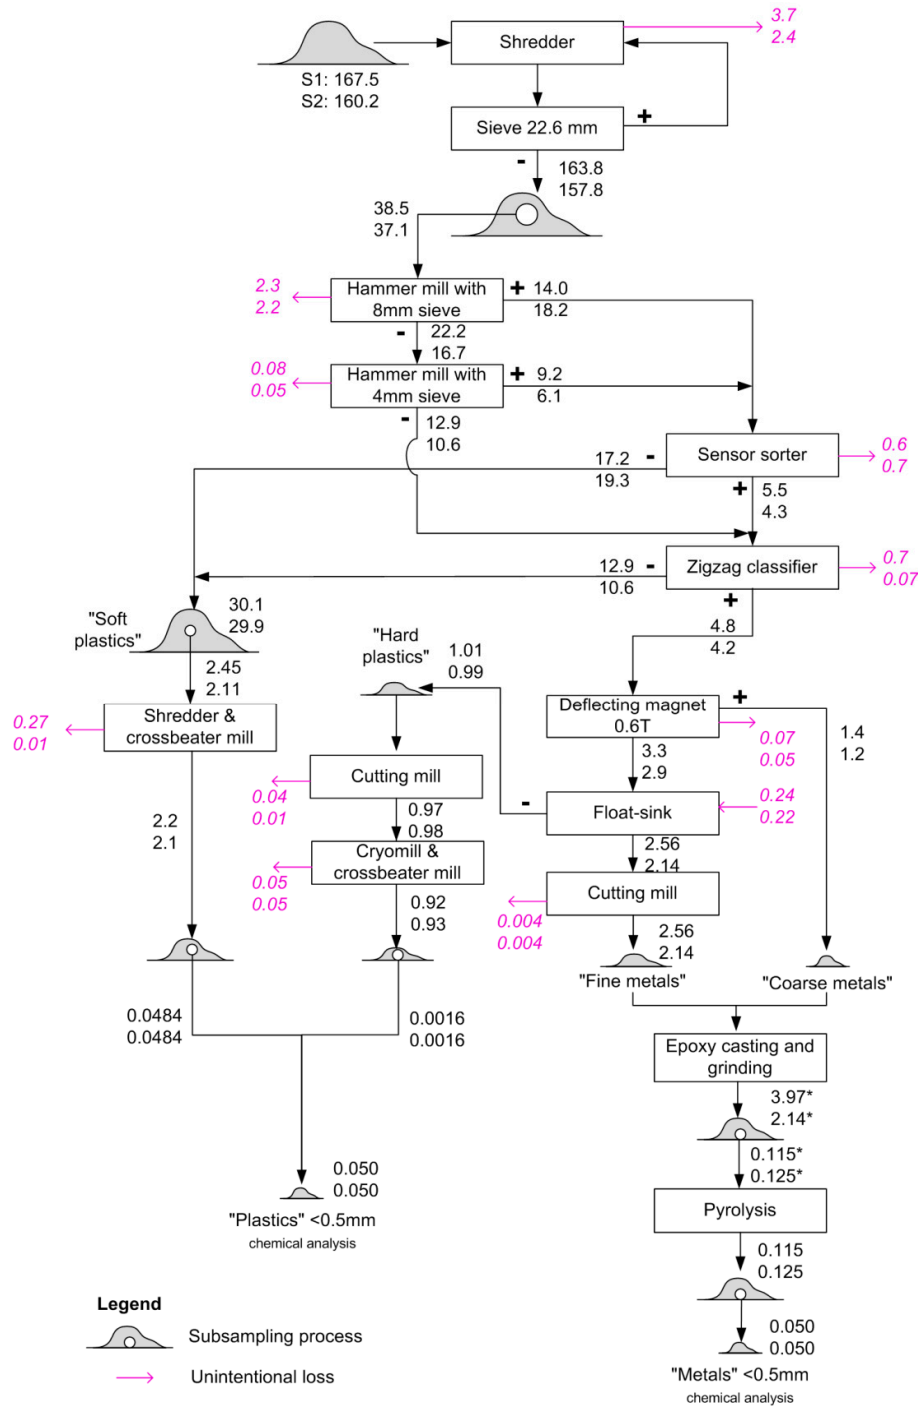 3.7
2.4
Shredder
S1: 167.5
S2: 160.2
Sieve 22.6 mm
+
-
163.8
157.8
38.5
37.1
2.3
2.2
Hammer mill with
8mm sieve
+
14.0
18.2
-
22.2
16.7
0.08
0.05
Hammer mill with
4mm sieve
+
9.2
6.1
-
12.9
10.6
Sensor sorter
0.6
0.7
17.2
-
19.3
+
5.5
4.3
Zigzag classifier
0.7
0.07
12.9
-
10.6
+
4.8
4.2
"Soft
plastics"
30.1
29.9
"Hard
plastics"
1.01
0.99
2.45
2.11
Shredder &
crossbeater mill
0.27
0.01
Deflecting magnet
0.6T
+
0.07
0.05
1.4
1.2
3.3
2.9
Cutting mill
0.04
0.01
-
Float-sink
0.24
0.22
2.2
2.1
0.97
0.98
2.56
2.14
Cryomill &
crossbeater mill
0.05
0.05
Cutting mill
0.004
0.004
0.92
0.93
2.56
2.14
"Fine metals"
"Coarse metals"
0.0484
0.0484
0.0016
0.0016
Epoxy casting and
grinding
3.97*
2.14*
0.115*
0.125*
0.050
0.050
"Plastics" <0.5mm
chemical analysis
Pyrolysis
0.115
0.125
Legend
Subsampling process
Unintentional loss
0.050
0.050
"Metals" <0.5mm
chemical analysis